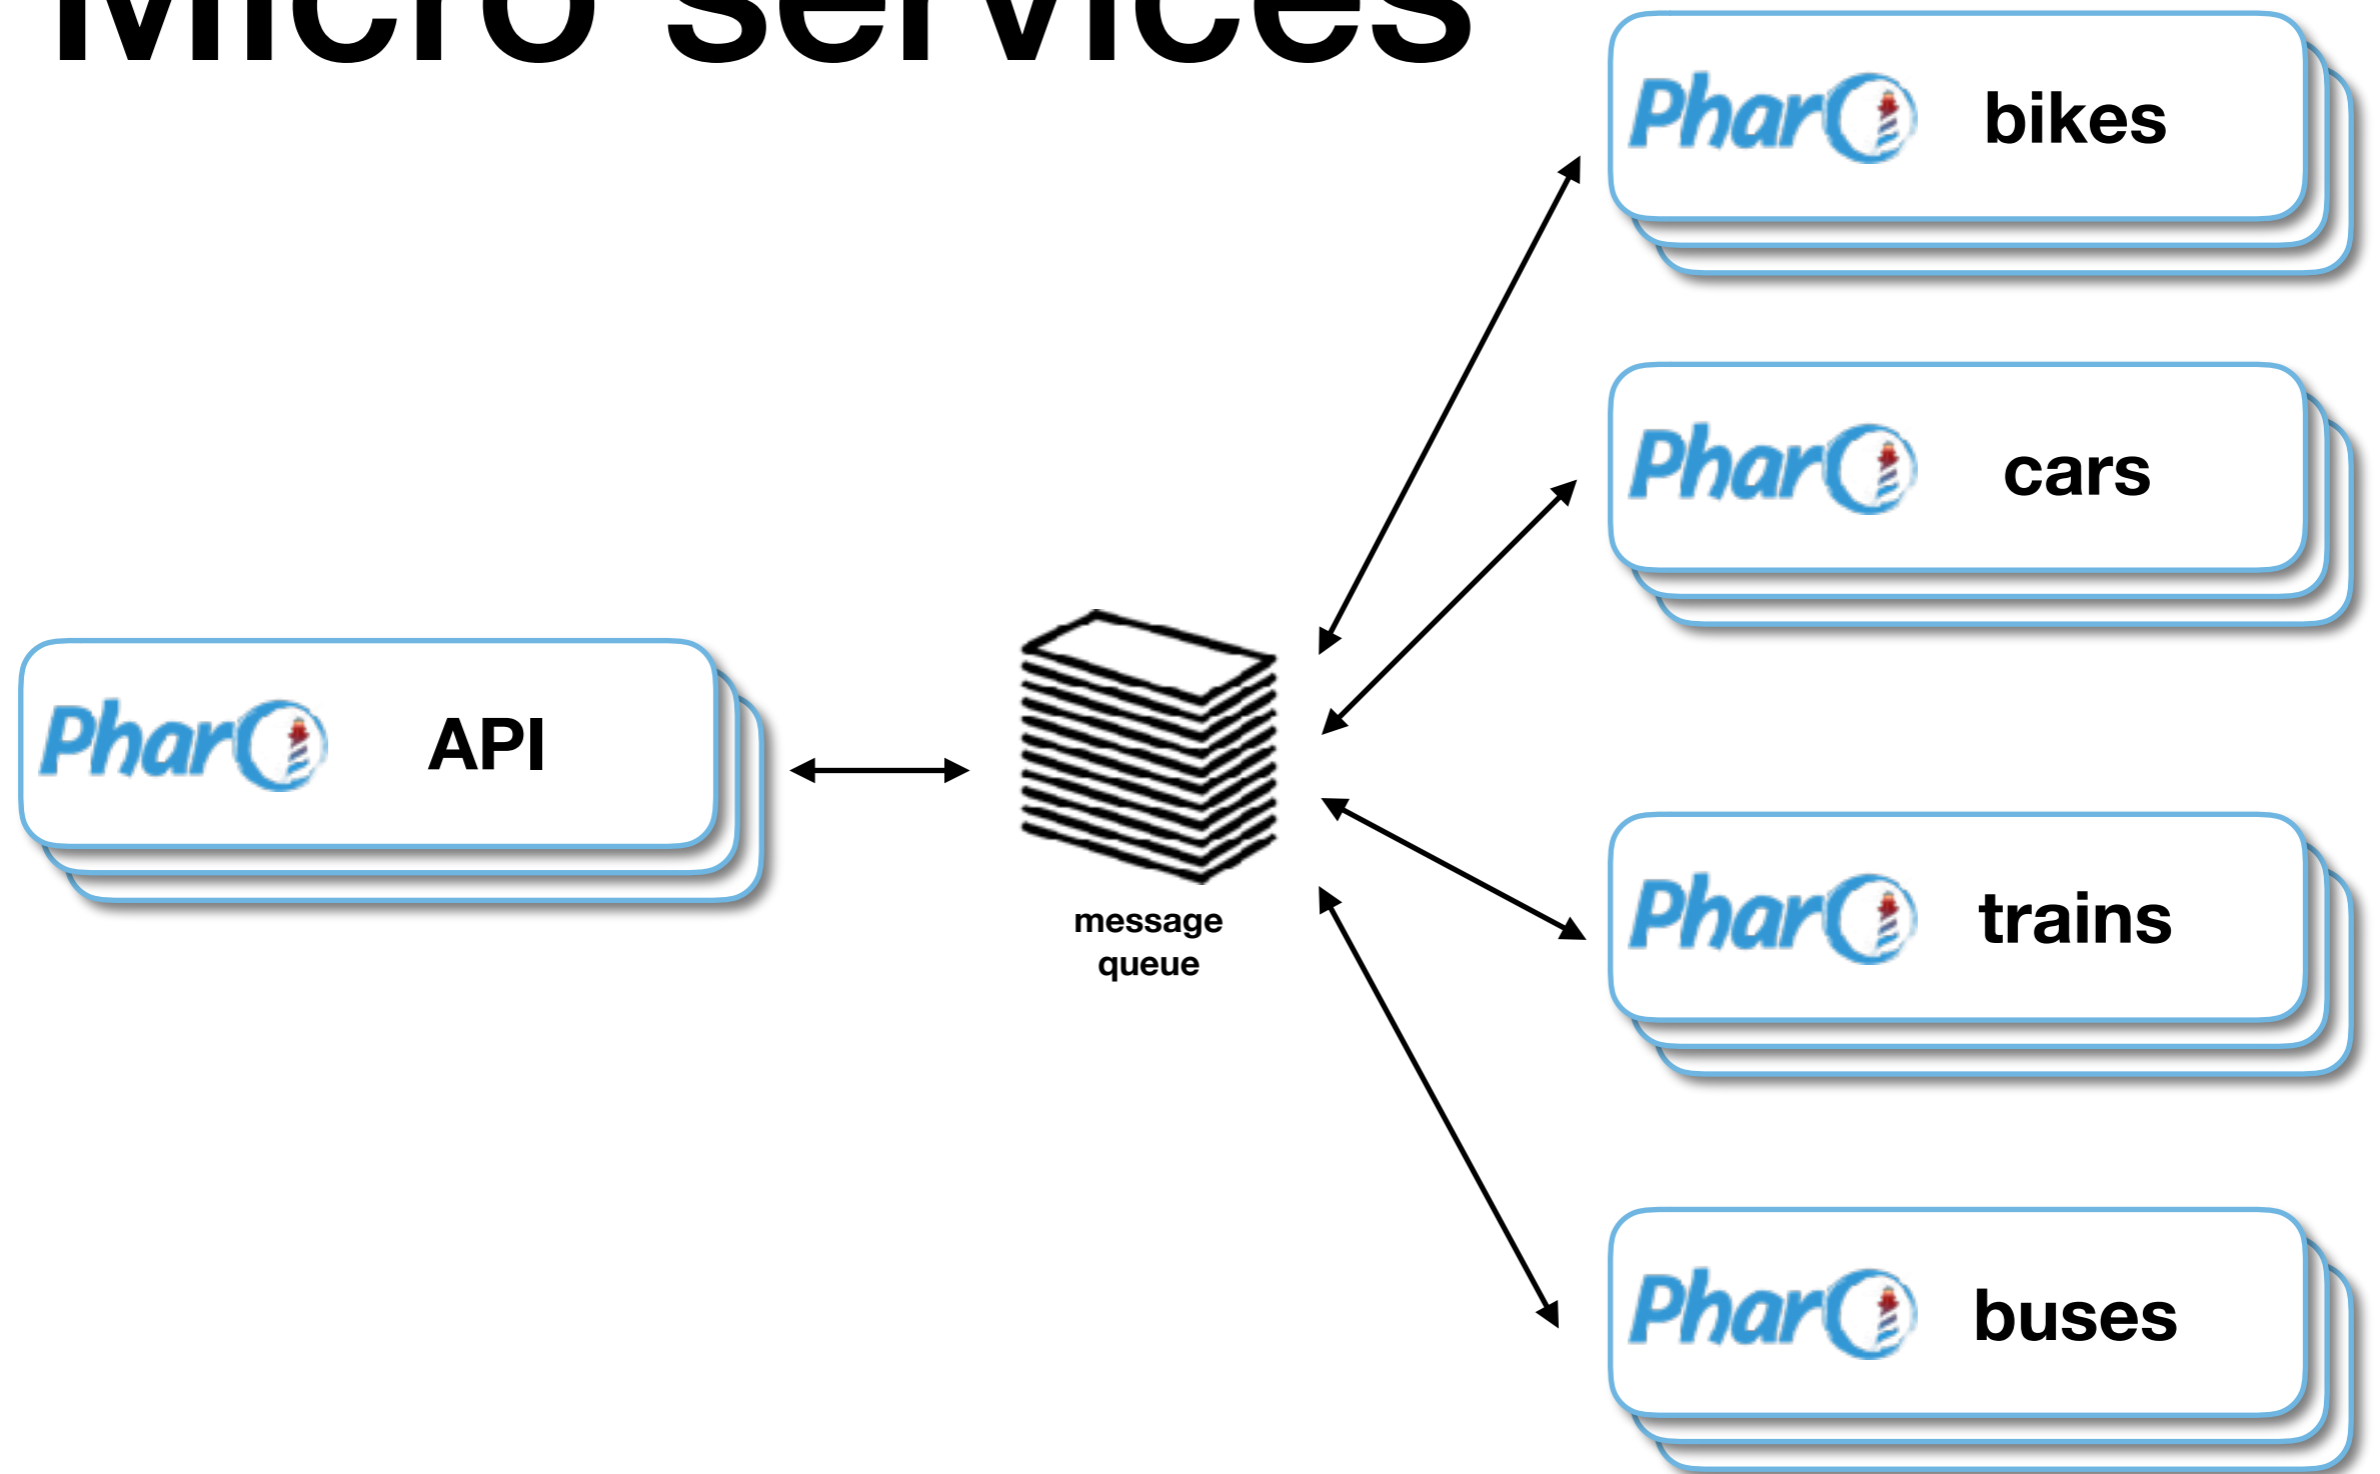 Micro services
Pharo bikes
Pharo cars
Pharo API
message
queue
Pharo trains
Pharo buses